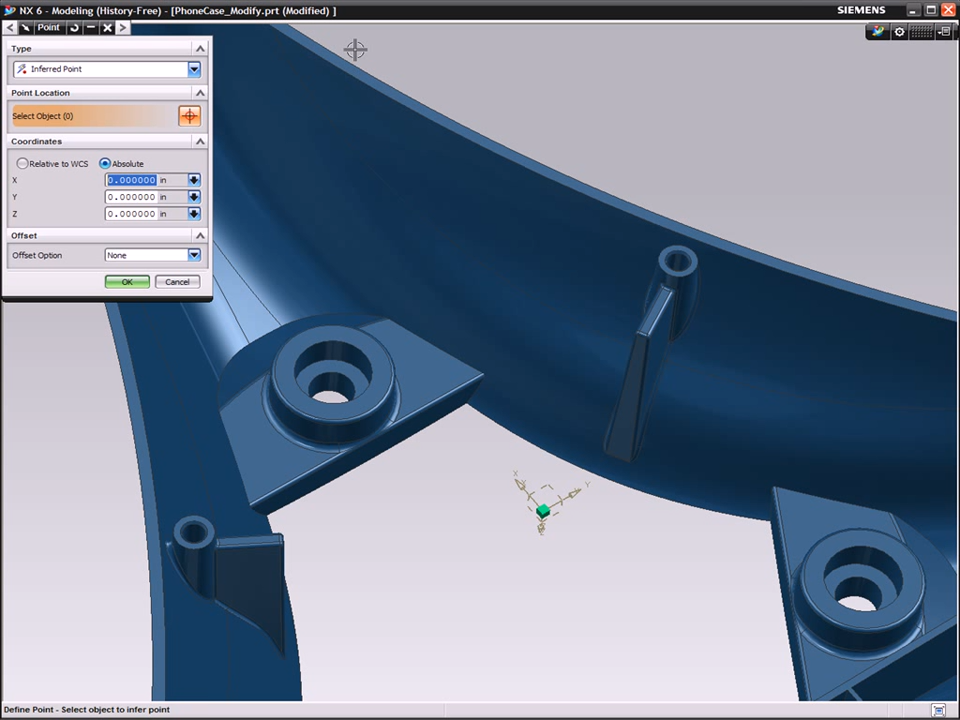 NX 6 - Modeling (History-Free) - [PhoneCase_Modify.prt (Modified) ]
SIEMENS
Point
Type
Inferred Point
Point Location
Select Object (0)
Coordinates
Relative to WCS Absolute
X 0.000000 in
Y 0.000000 in
Z 0.000000 in
Offset
Offset Option None
OK Cancel
X Y
Define Point - Select object to infer point